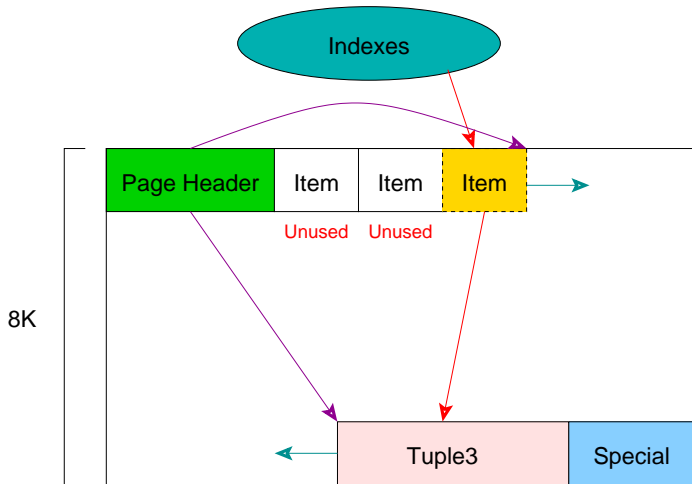 Indexes
Page Header Item Item Item
Unused Unused
8K
Tuple3 Special